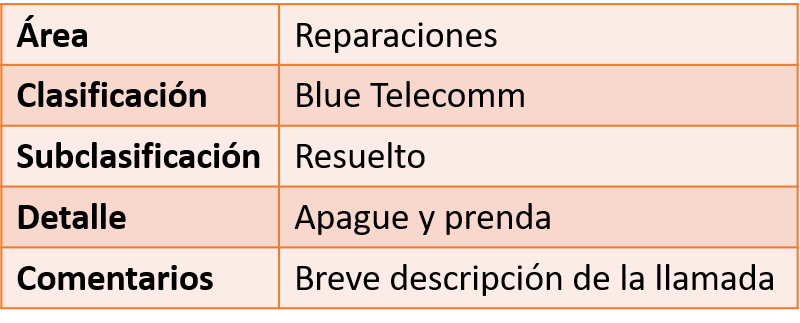 Área Reparaciones
Clasificación Blue Telecomm
Subclasificación Resuelto
Detalle Apague y prenda
Comentarios Breve descripción de la llamada